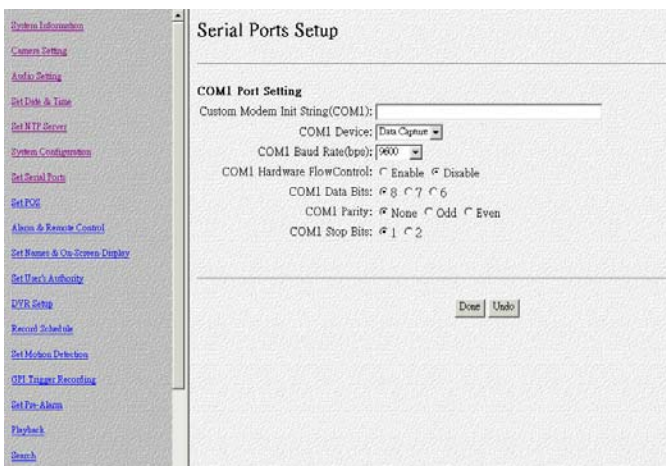 System Information
Camera Setting
Audio Setting
Set Date & Time
Set NTP Server
System Configuration
Set Serial Ports
Set POS
Alarm & Remote Control
Set Names & On-Screen Display
Set User's Authority
DVR Setup
Record Schedule
Set Motion Detection
GPI Trigger Recording
Set Pre-Alarm
Playback
Search
Serial Ports Setup
COM1 Port Setting
Custom Modem Init String(COM1):
COM1 Device: Data Capture
COM1 Baud Rate(bps): 9600
COM1 Hardware FlowControl: Enable Disable
COM1 Data Bits: 8 7 6
COM1 Parity: None Odd Even
COM1 Stop Bits: 1 2
Done Undo